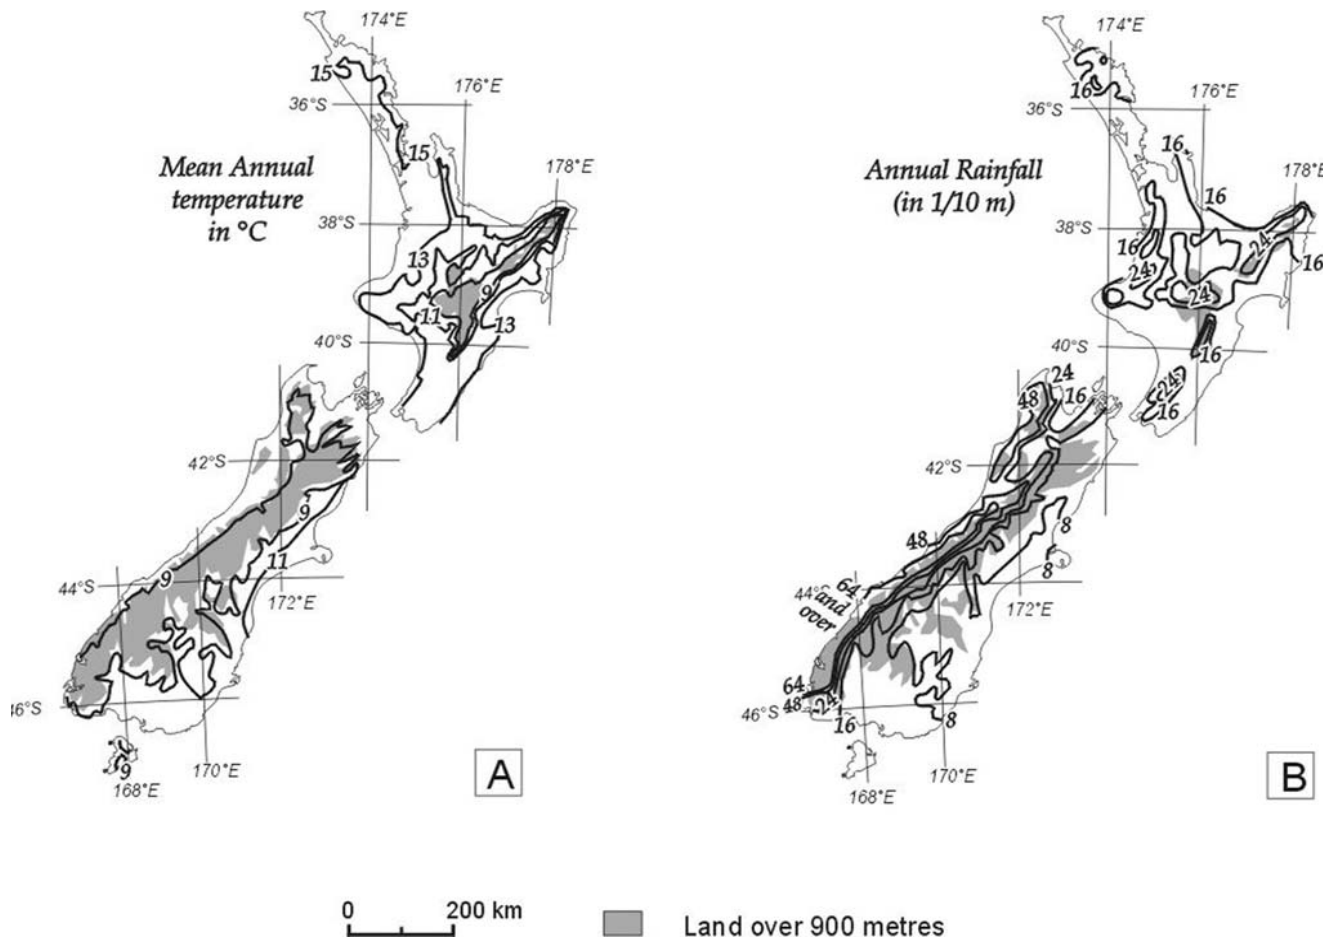 174°E
15
176°E
36°S
15
Mean Annual
temperature
in °C
178°E
38°S
13
9
11
13
40°S
42°S
9
11
9
44°S
172°E
46°S
9
170°E
168°E
A
174°E
16
176°E
36°S
16
Annual Rainfall
(in 1/10 m)
178°E
16
38°S
16
24
16
24
24
40°S
16
24
24
16
48
16
42°S
8
48
8
64
44°S
and
over
172°E
64
48
24
46°S
16
8
170°E
168°E
B
0 200 km
Land over 900 metres